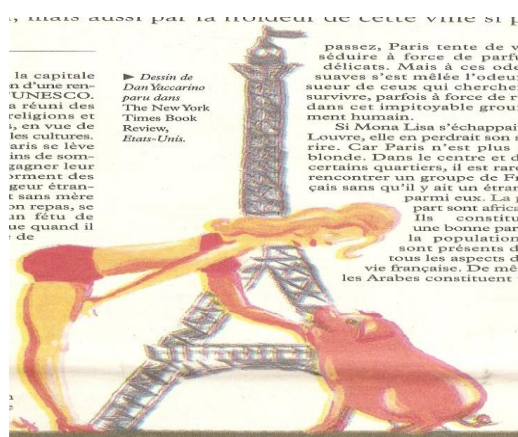 mais aussi par la froideur de cette ville si p
la capitale
n d'une ren-
UNESCO.
a réuni des
religions et
s, en vue de
les cultures.
aris se lève
ins de som-
gagner leur
orment des
geur étran-
t sans mère
on repas, se
un fétu de
ue quand il
e de
► Dessin de
Dan Yaccarino
paru dans
The New York
Times Book
Review,
Etats-Unis.
passez, Paris tente de v
séduire à force de parfu
délicats. Mais à ces ode
suaves s'est mêlée l'odeu
sueur de ceux qui cherche
survivre, parfois à force de r
dans cet impitoyable grou
ment humain.
Si Mona Lisa s'échappai
Louvre, elle en perdrait son s
rire. Car Paris n'est plus
blonde. Dans le centre et d
certains quartiers, il est rare
rencontrer un groupe de Fr
çais sans qu'il y ait un étran
parmi eux. La p
part sont africa
Ils constitu
une bonne par
la population
sont présents d
tous les aspects d
vie française. De mê
les Arabes constituent